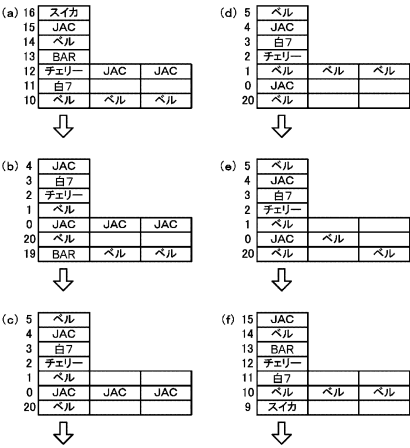 (a) 16 スイカ
15 JAC
14 ベル
13 BAR
12 チェリー JAC JAC
11 白7
10 ベル ベル ベル
(b) 4 JAC
3 白7
2 チェリー
1 ベル
0 JAC JAC JAC
20 ベル
19 BAR ベル ベル
(c) 5 ベル
4 JAC
3 白7
2 チェリー
1 ベル
0 JAC JAC JAC
20 ベル
(d) 5 ベル
4 JAC
3 白7
2 チェリー
1 ベル ベル ベル
0 JAC
20 ベル
(e) 5 ベル
4 JAC
3 白7
2 チェリー
1 ベル
0 JAC ベル
20 ベル ベル
(f) 15 JAC
14 ベル
13 BAR
12 チェリー
11 白7
10 ベル ベル ベル
9 スイカ